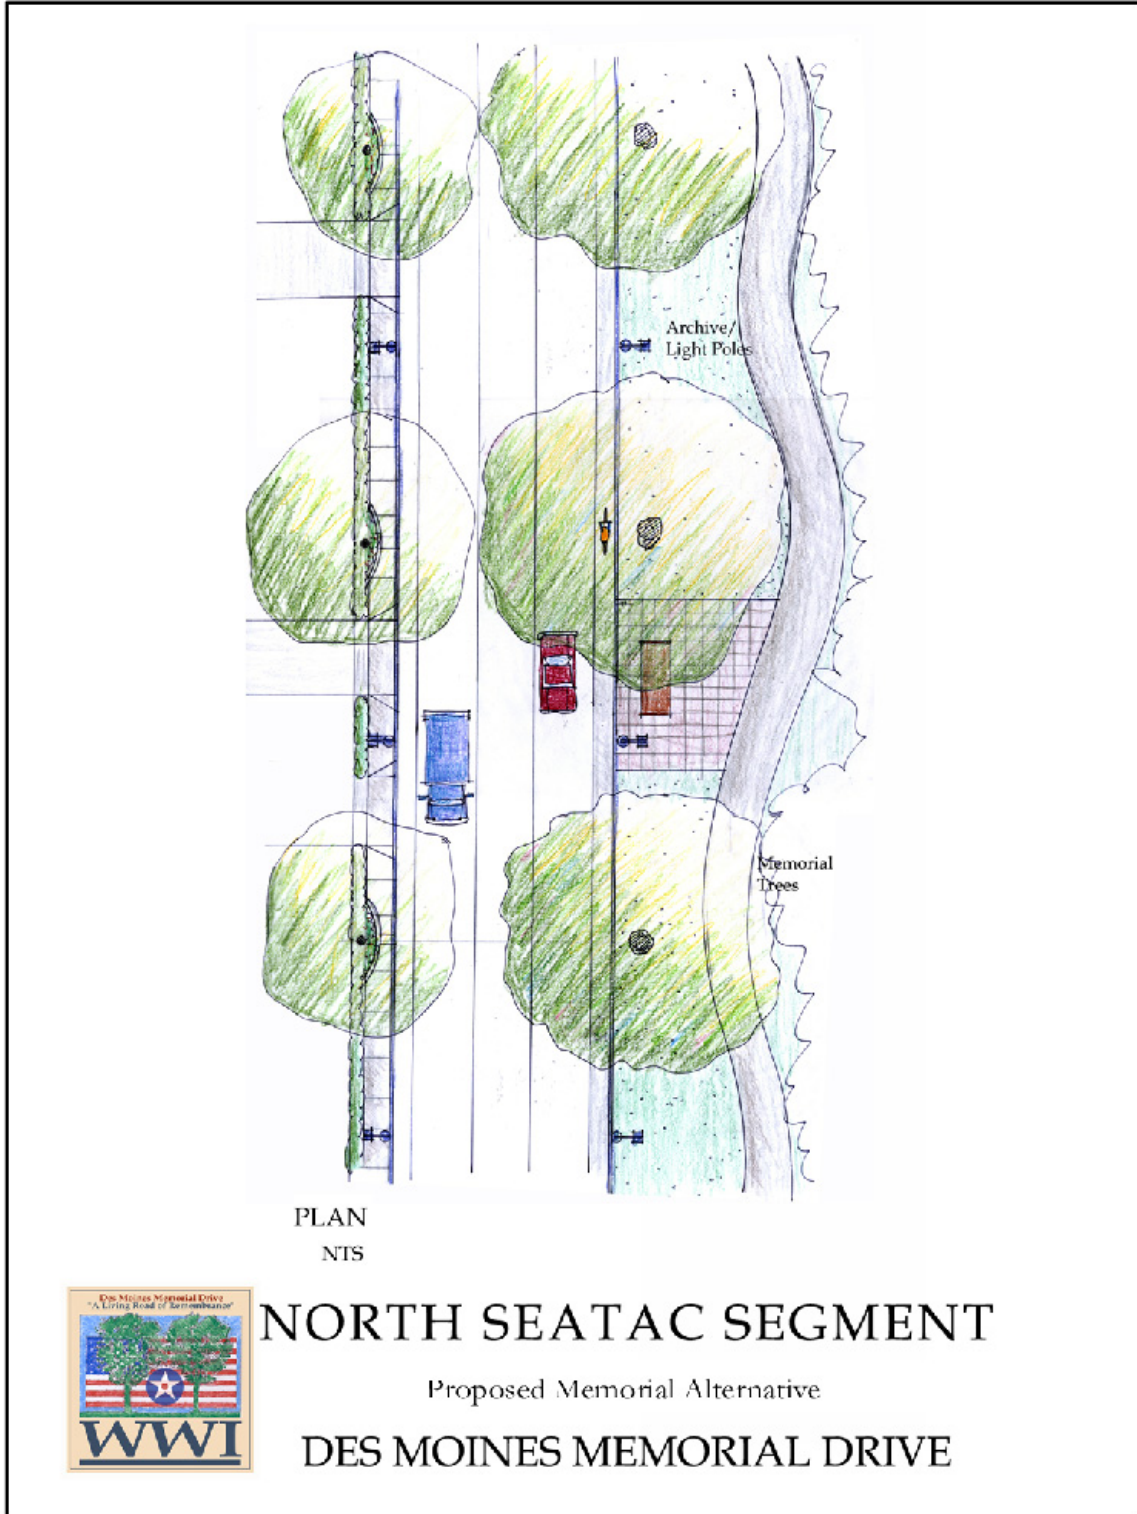 Archive/
Light Poles
Memorial
Trees
PLAN
NTS
Des Moines Memorial Drive
"A Living Road of Remembrance"
WWI
NORTH SEATAC SEGMENT
Proposed Memorial Alternative
DES MOINES MEMORIAL DRIVE